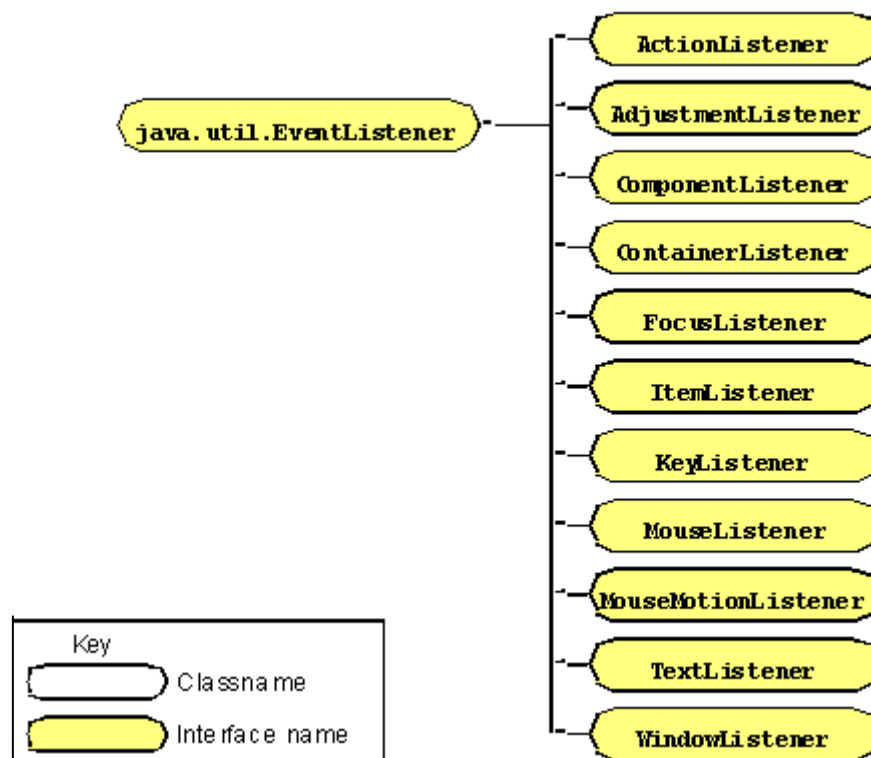 java.util.EventListener
ActionListener
AdjustmentListener
ComponentListener
ContainerListener
FocusListener
ItemListener
KeyListener
MouseListener
MouseMotionListener
TextListener
WindowListener
Key
Classname
Interface name